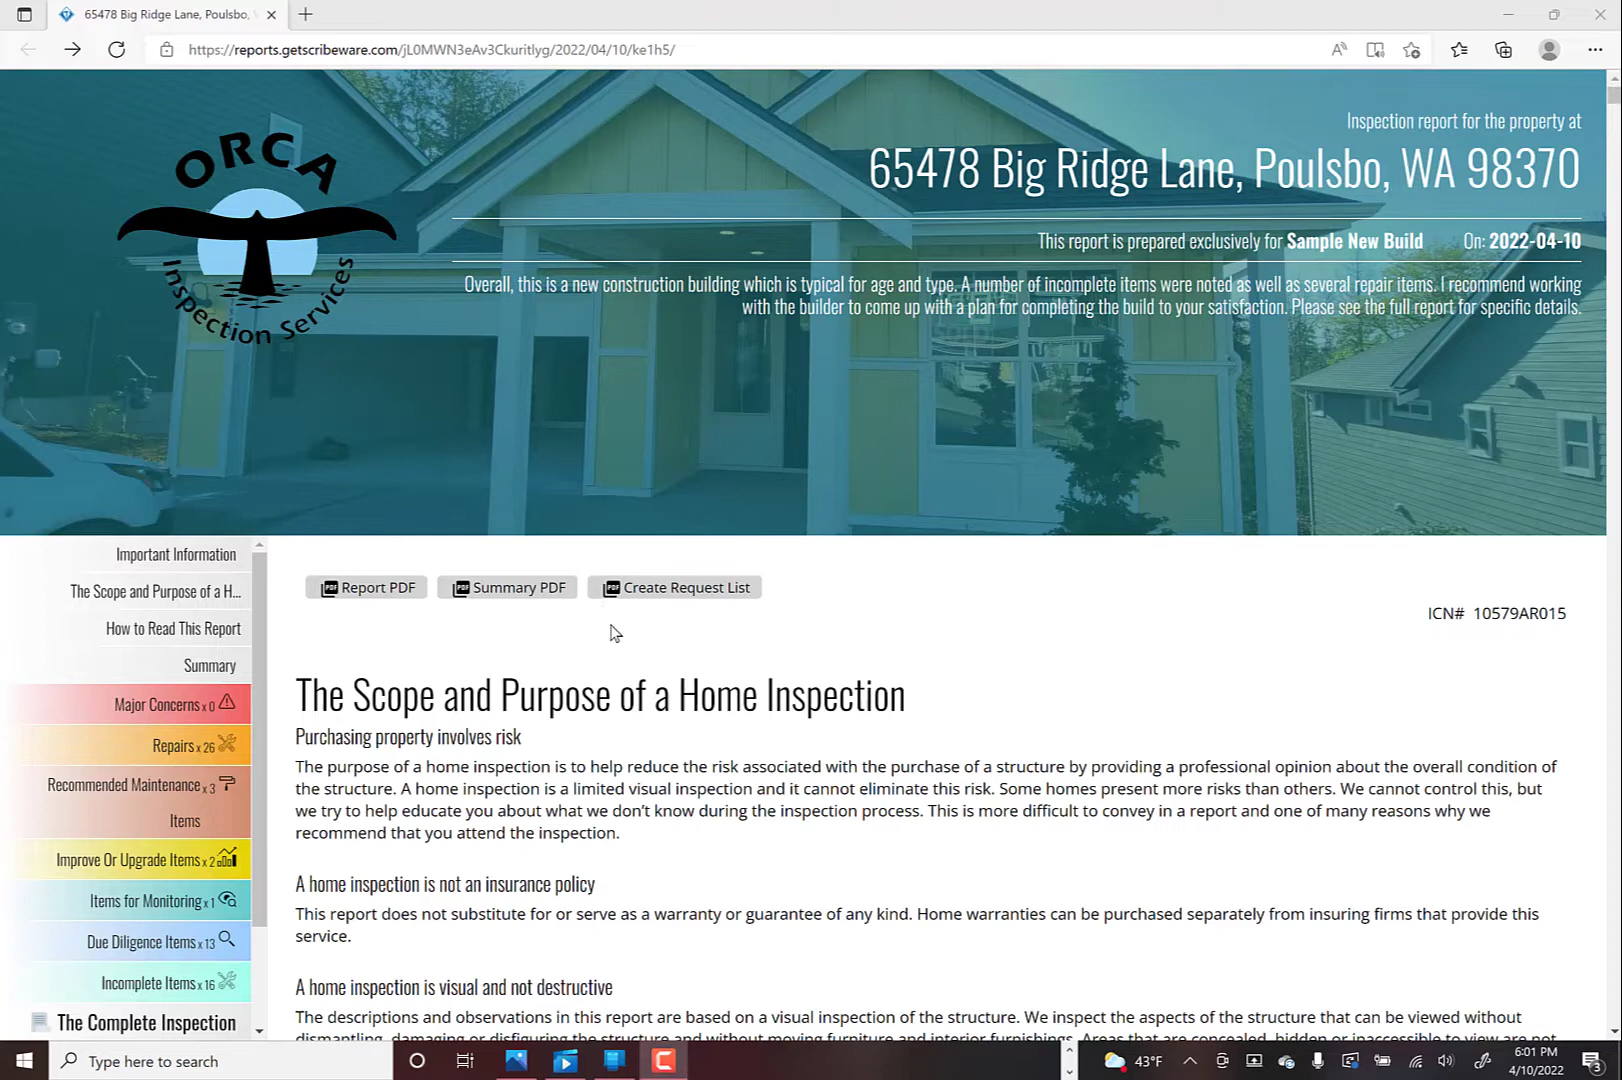 65478 Big Ridge Lane, Poulsbo,
https://reports.getscribeware.com/jL0MWN3eAv3Ckuritlyg/2022/04/10/ke1h5/
ORCA
Inspection Services
Inspection report for the property at
65478 Big Ridge Lane, Poulsbo, WA 98370
This report is prepared exclusively for Sample New Build On: 2022-04-10
Overall, this is a new construction building which is typical for age and type. A number of incomplete items were noted as well as several repair items. I recommend working
with the builder to come up with a plan for completing the build to your satisfaction. Please see the full report for specific details.
Important Information
The Scope and Purpose of a H...
How to Read This Report
Summary
Major Concerns x 0
Repairs x 26
Recommended Maintenance x 3
Items
Improve Or Upgrade Items x 2
Items for Monitoring x 1
Due Diligence Items x 13
Incomplete Items x 16
The Complete Inspection
PDF Report PDF
PDF Summary PDF
PDF Create Request List
ICN# 10579AR015
The Scope and Purpose of a Home Inspection
Purchasing property involves risk
The purpose of a home inspection is to help reduce the risk associated with the purchase of a structure by providing a professional opinion about the overall condition of
the structure. A home inspection is a limited visual inspection and it cannot eliminate this risk. Some homes present more risks than others. We cannot control this, but
we try to help educate you about what we don't know during the inspection process. This is more difficult to convey in a report and one of many reasons why we
recommend that you attend the inspection.
A home inspection is not an insurance policy
This report does not substitute for or serve as a warranty or guarantee of any kind. Home warranties can be purchased separately from insuring firms that provide this
service.
A home inspection is visual and not destructive
The descriptions and observations in this report are based on a visual inspection of the structure. We inspect the aspects of the structure that can be viewed without
dismantling, damaging or disfiguring the structure and without moving furniture and interior furnishings. Areas that are concealed, hidden or inaccessible to view are not
Type here to search
43°F
6:01 PM
4/10/2022
3